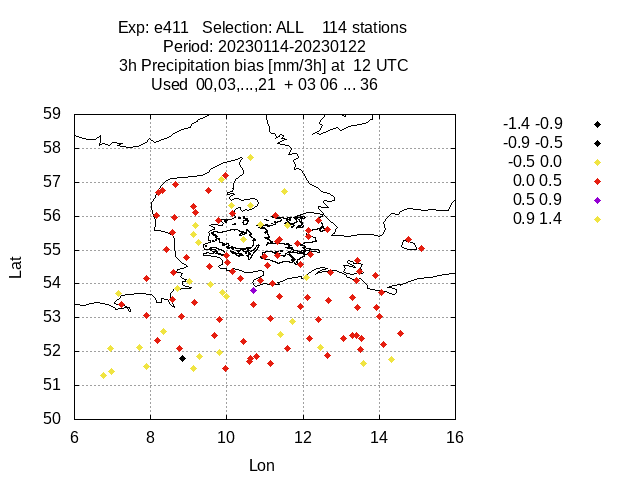 Exp: e411 Selection: ALL 114 stations
Period: 20230114-20230122
3h Precipitation bias [mm/3h] at 12 UTC
Used 00,03,...,21 + 03 06 ... 36
59
58
57
56
55
54
53
52
51
50
Lat
6 8 10 12 14 16
Lon
-1.4 -0.9
-0.9 -0.5
-0.5 0.0
0.0 0.5
0.5 0.9
0.9 1.4